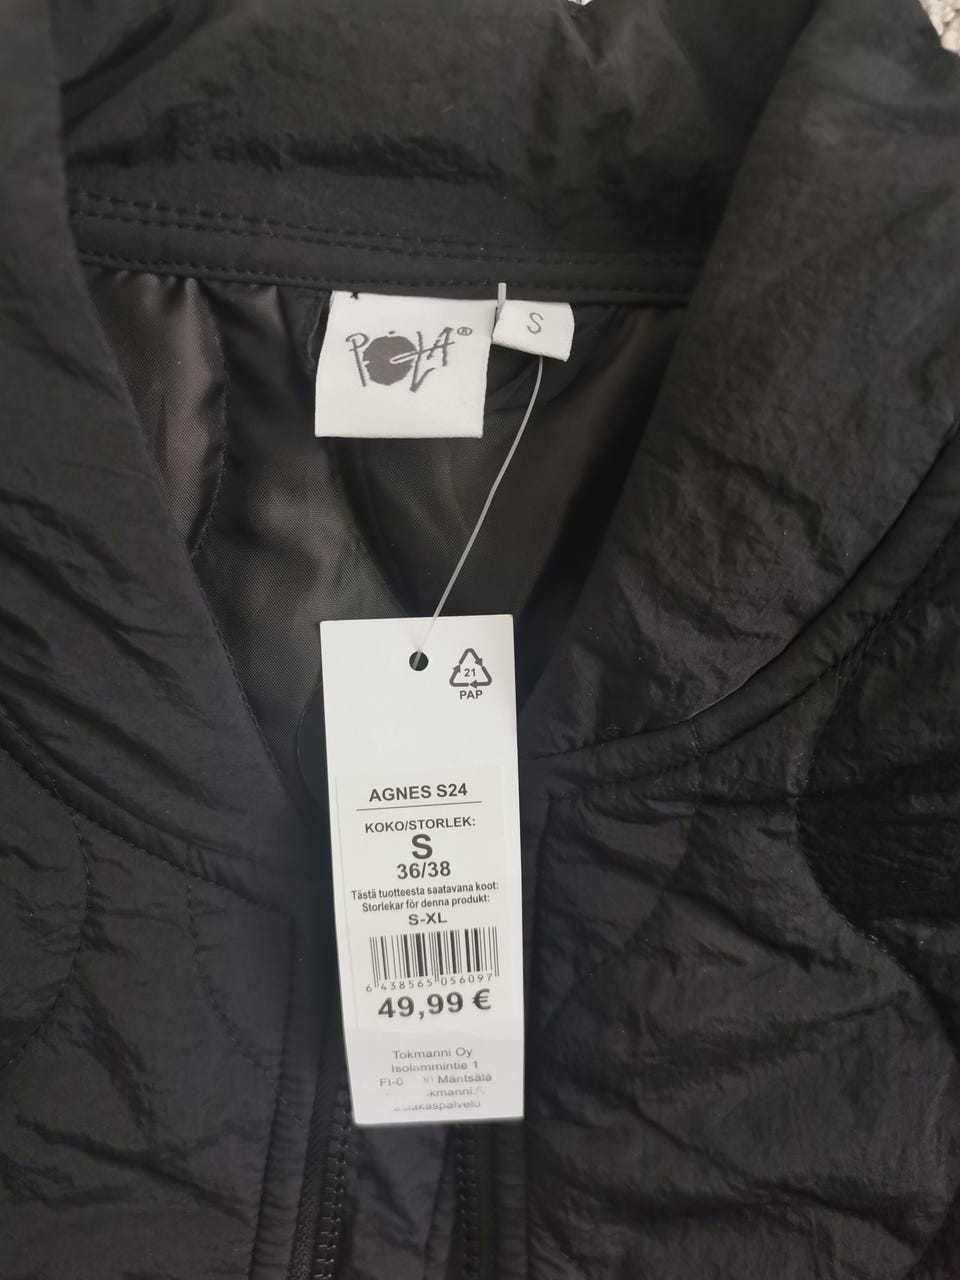 PÓLA®
S
21
PAP
AGNES S24
KOKO/STORLEK:
S
36/38
Tästä tuotteesta saatavana koot:
Storlekar för denna produkt:
S-XL
6 438565 056097
49,99 €
Tokmanni Oy
Isolammintie 1
Mäntsälä